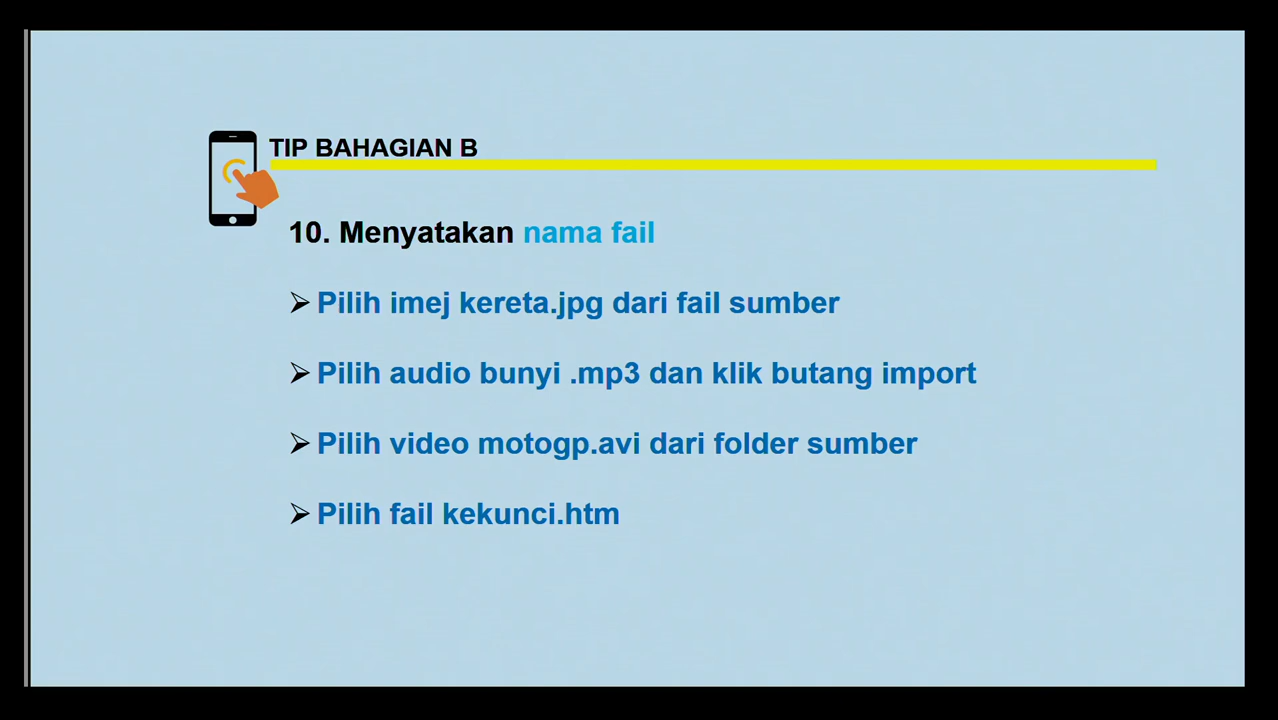 TIP BAHAGIAN B
10. Menyatakan nama fail
Pilih imej kereta.jpg dari fail sumber
Pilih audio bunyi .mp3 dan klik butang import
Pilih video motogp.avi dari folder sumber
Pilih fail kekunci.htm